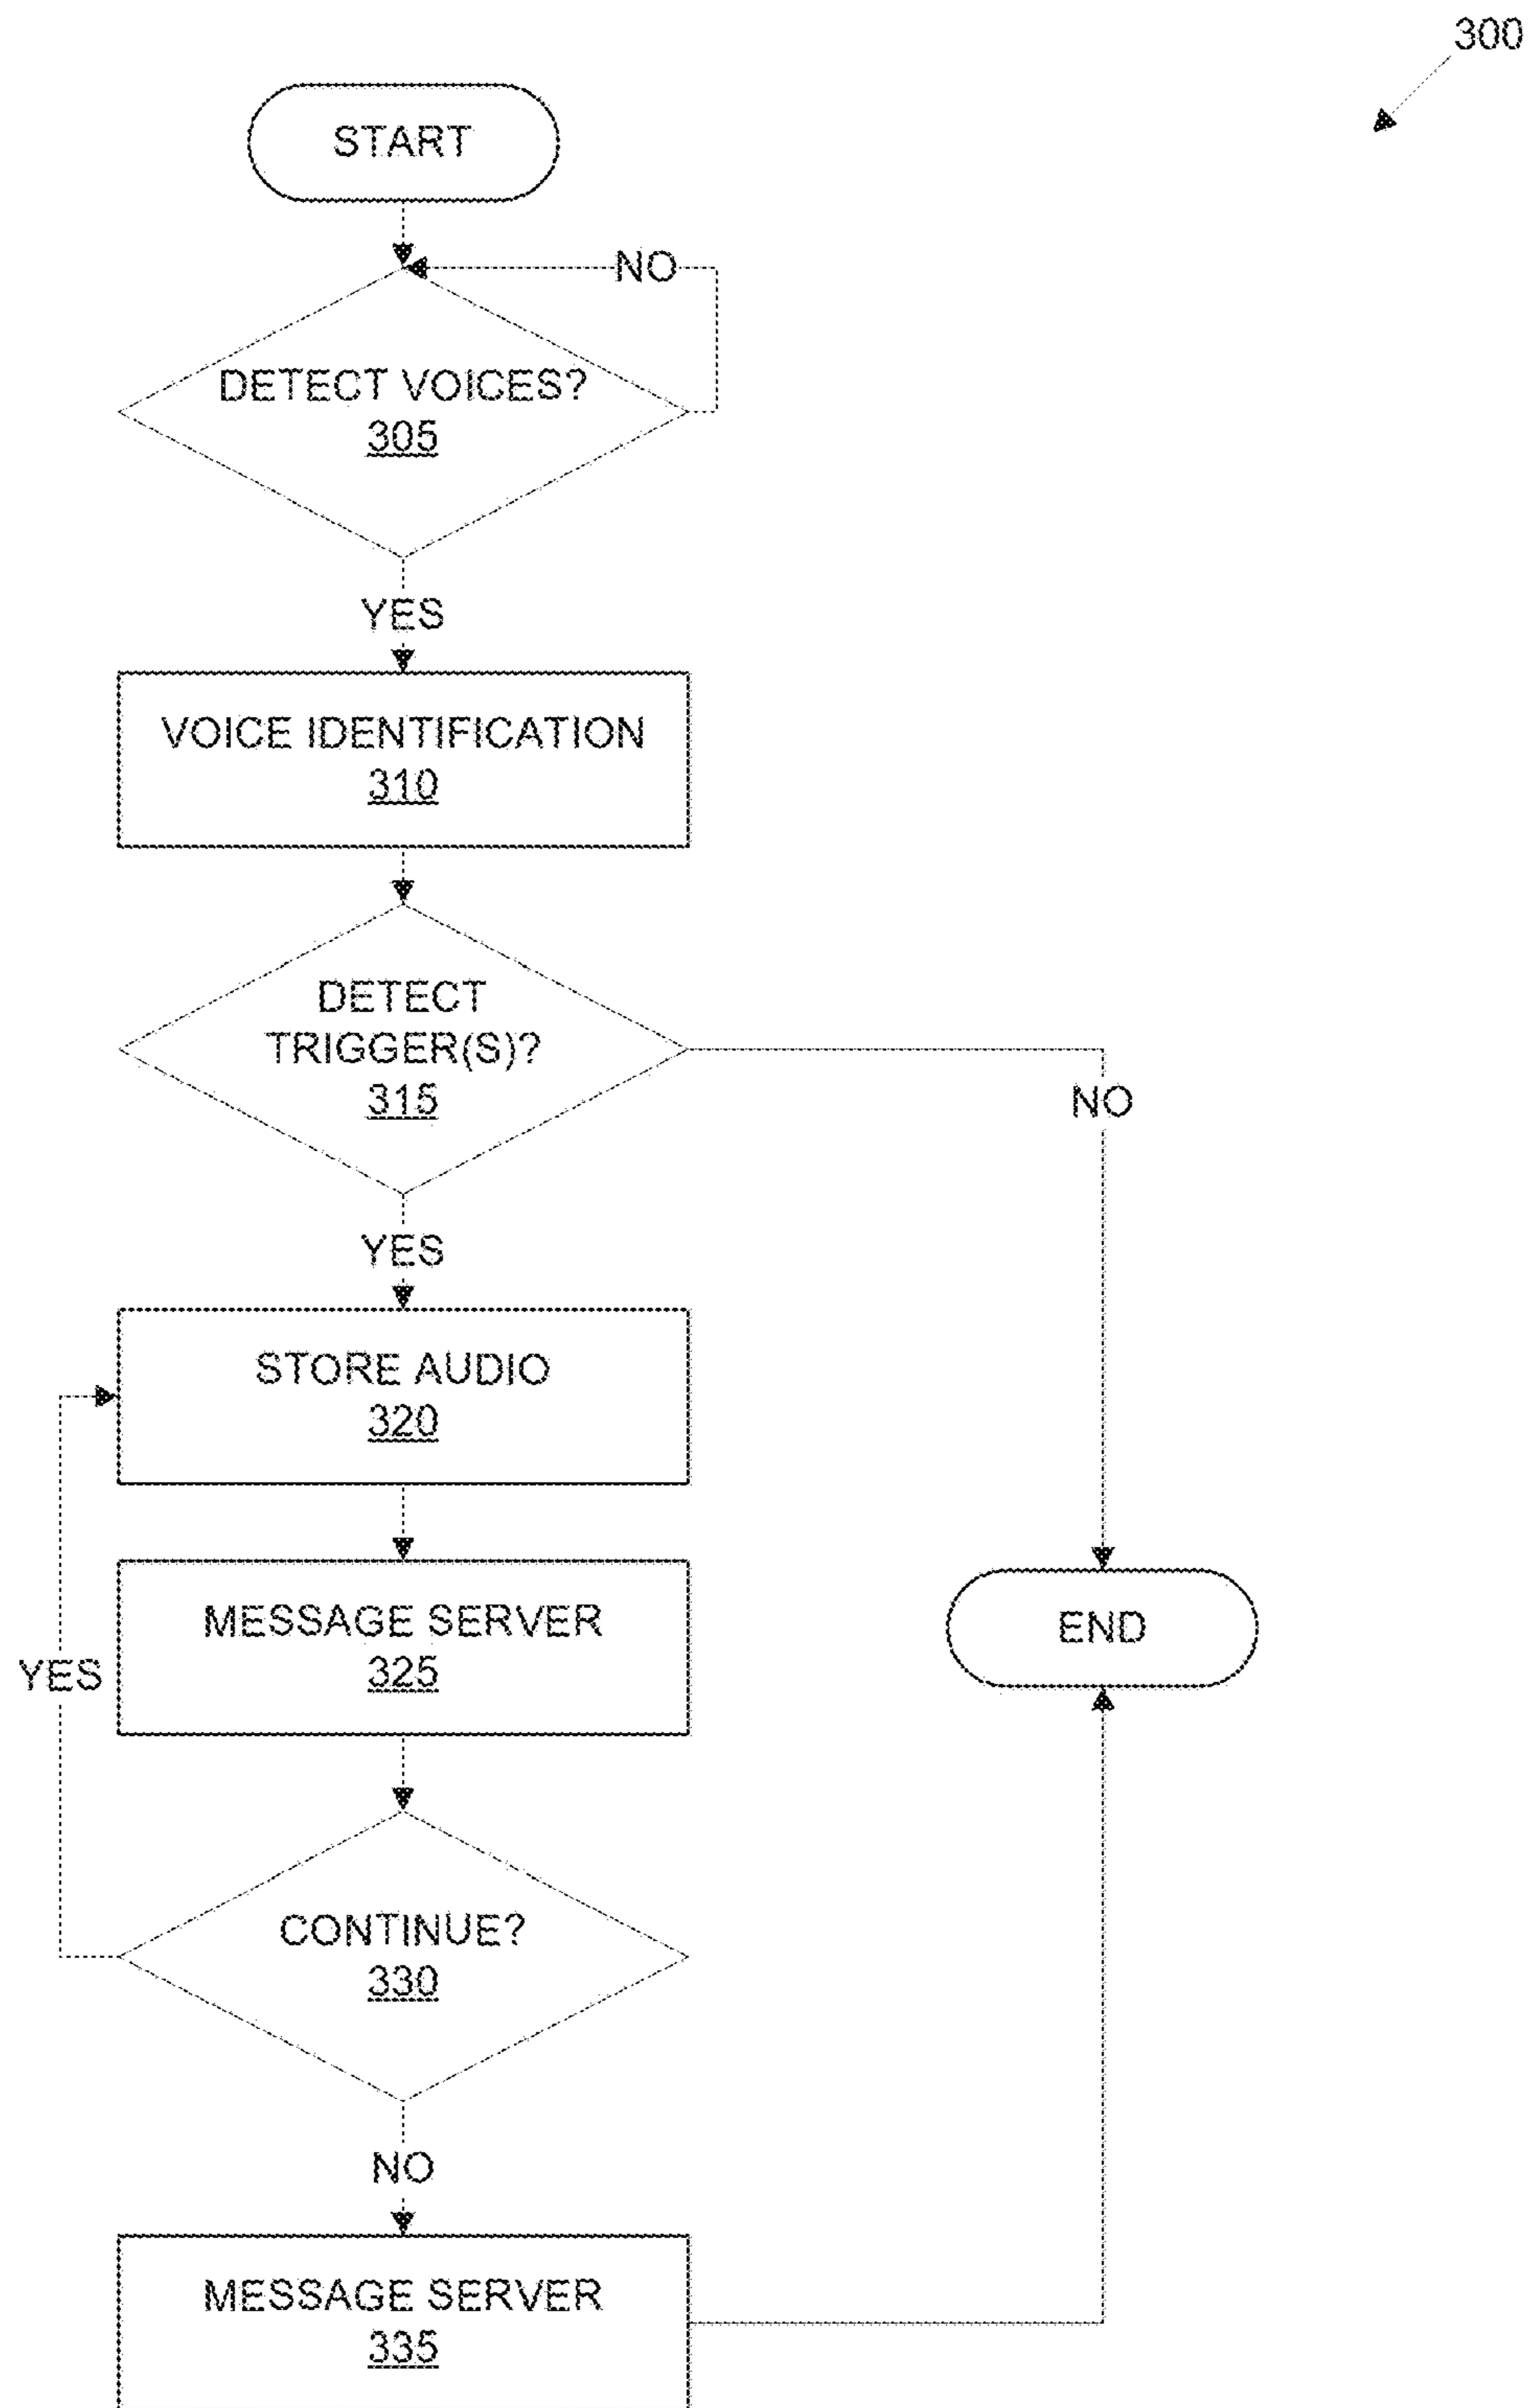 300
START
NO
DETECT VOICES?
305
YES
VOICE IDENTIFICATION
310
DETECT
TRIGGER(S)?
315
NO
YES
STORE AUDIO
320
MESSAGE SERVER
325
END
YES
CONTINUE?
330
NO
MESSAGE SERVER
335